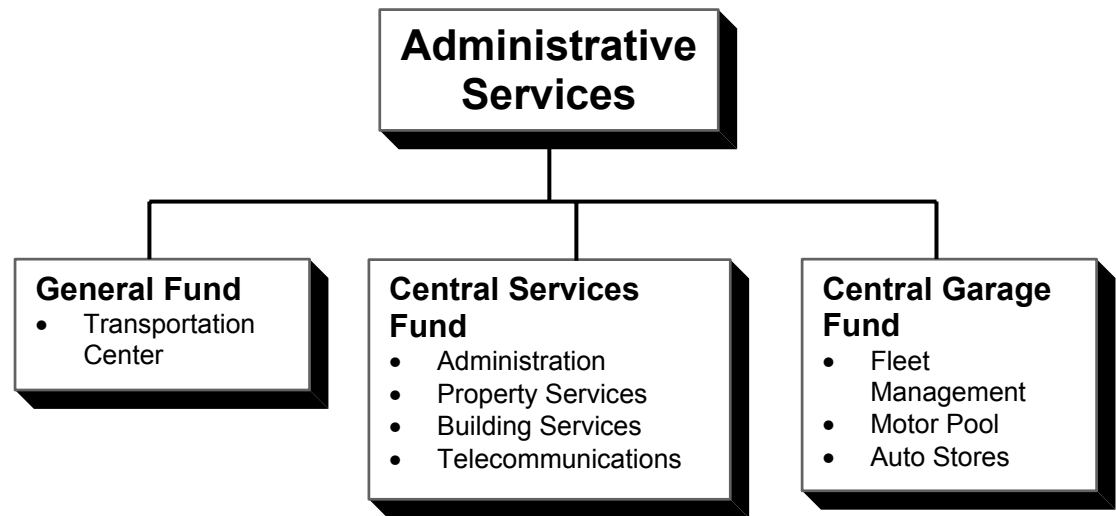 Administrative
Services
General Fund
• Transportation
Center
Central Services
Fund
• Administration
• Property Services
• Building Services
• Telecommunications
Central Garage
Fund
• Fleet
Management
• Motor Pool
• Auto Stores